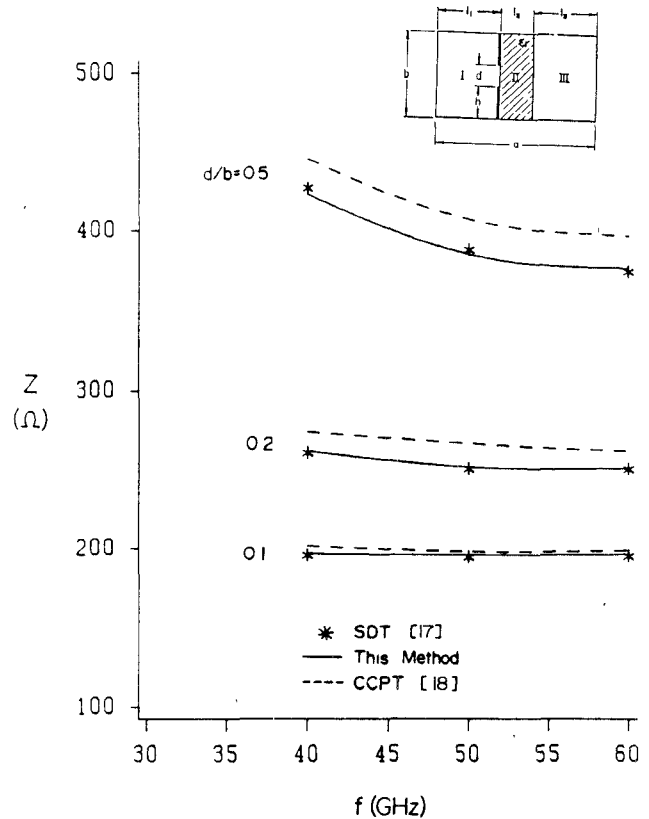 l₁ l₂ l₃
500
εr
b I d II III
h
a
d/b=0.5
400
Z
(Ω)
300
0.2
200
0.1
* SDT [17]
— This Method
--- CCPT [18]
100
30 35 40 45 50 55 60
f (GHz)